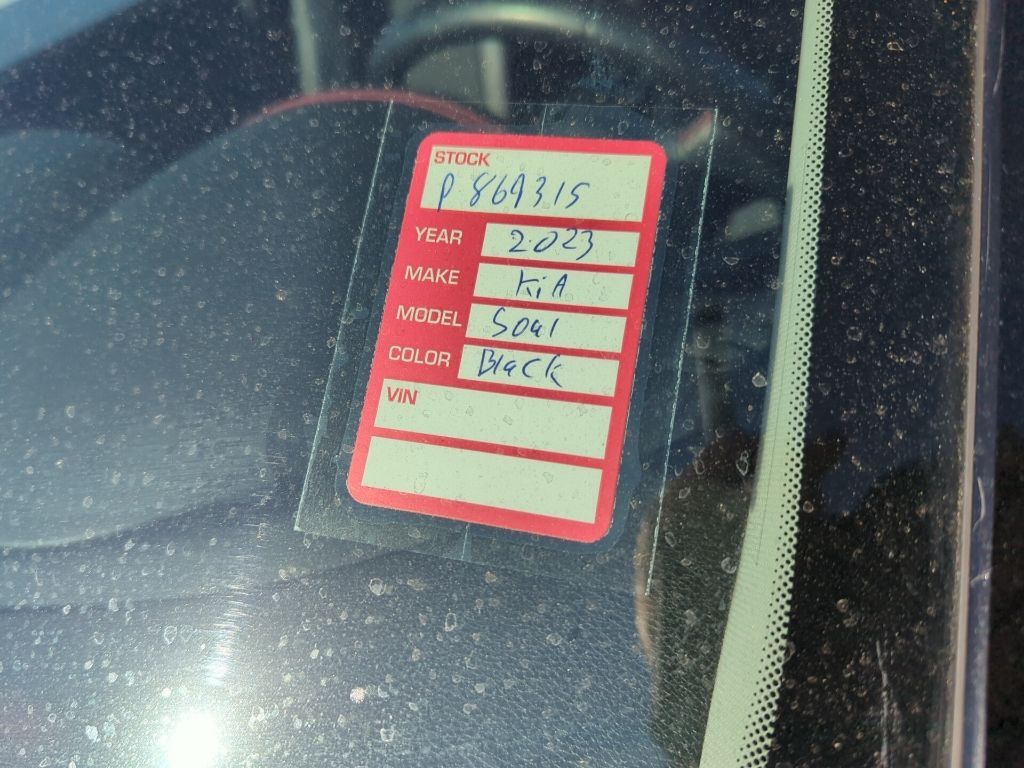 STOCK
P 869315
YEAR 2023
MAKE KiA
MODEL Soul
COLOR Black
VIN